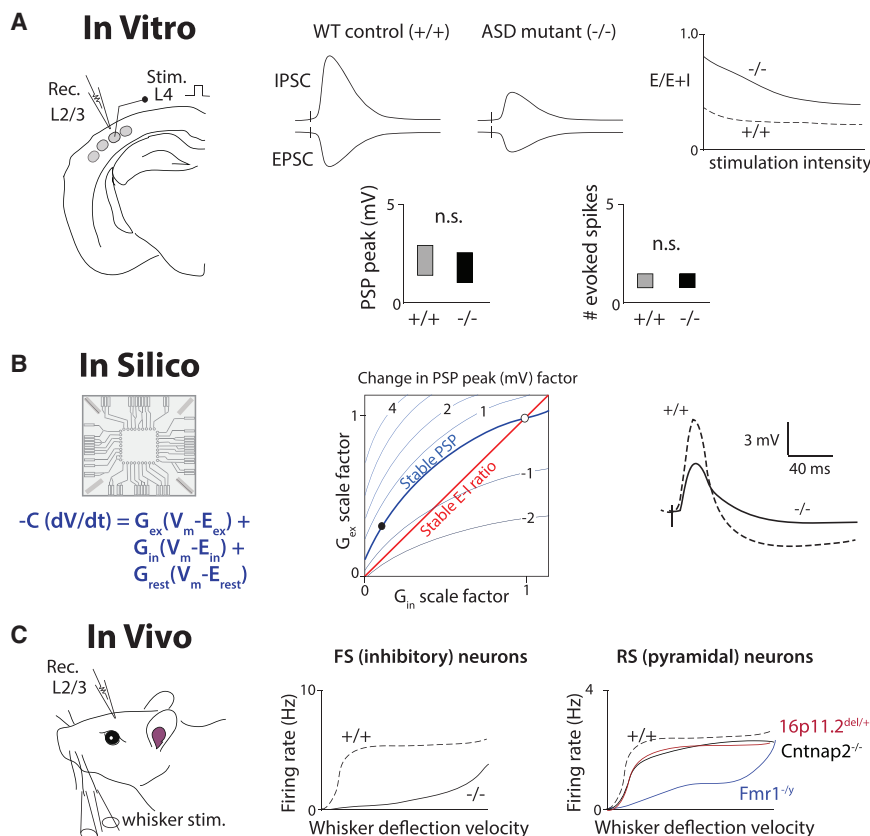 A
In Vitro
Rec.
L2/3
Stim.
L4
WT control (+/+)
ASD mutant (-/-)
IPSC
EPSC
1.0
E/E+I
-/-
+/+
0
stimulation intensity
PSP peak (mV)
5
n.s.
0
+/+
-/-
# evoked spikes
5
n.s.
0
+/+
-/-
B
In Silico
-C (dV/dt) = Gex(Vm-Eex) +
Gin(Vm-Ein) +
Grest(Vm-Erest)
Change in PSP peak (mV) factor
Gex scale factor
1
0
4
2
1
-1
-2
Stable PSP
Stable E-I ratio
0
1
Gin scale factor
+/+
-/-
3 mV
40 ms
C
In Vivo
Rec.
L2/3
whisker stim.
FS (inhibitory) neurons
Firing rate (Hz)
10
0
+/+
-/-
Whisker deflection velocity
RS (pyramidal) neurons
Firing rate (Hz)
4
0
+/+
16p11.2del/+
Cntnap2-/-
Fmr1-/y
Whisker deflection velocity